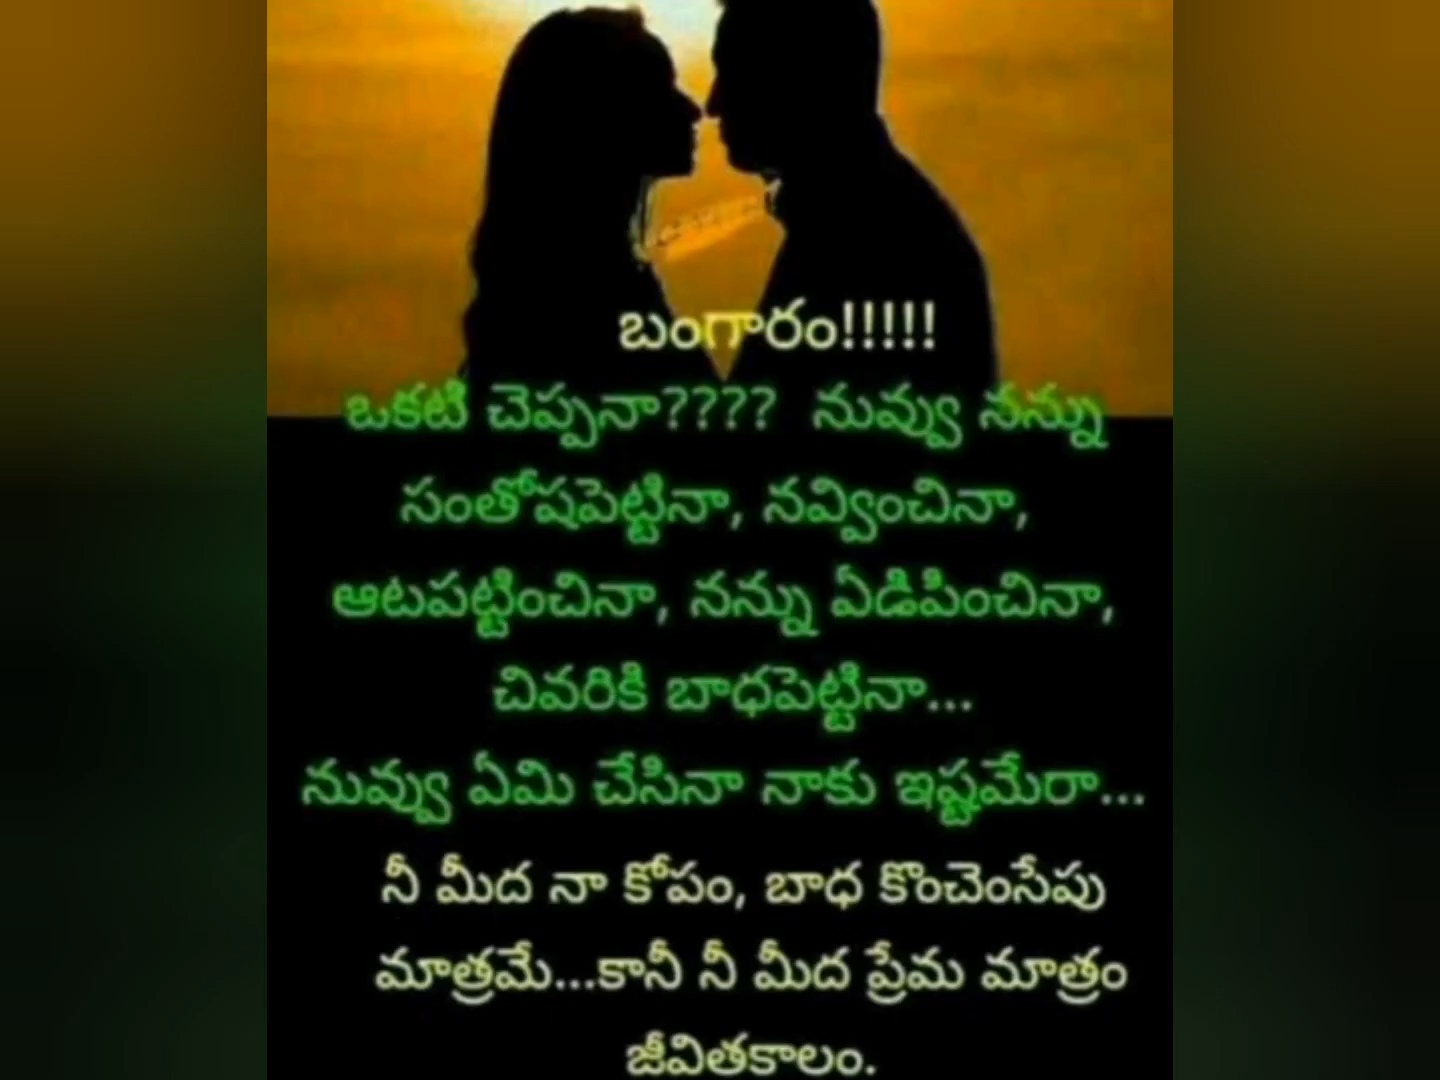 బంగారం!!!!!
ఒకటి చెప్పనా???? నువ్వు నన్ను
సంతోషపెట్టినా, నవ్వించినా,
ఆటపట్టించినా, నన్ను ఏడిపించినా,
చివరికి బాధపెట్టినా...
నువ్వు ఏమి చేసినా నాకు ఇష్టమేరా...
నీ మీద నా కోపం, బాధ కొంచెంసేపు
మాత్రమే...కానీ నీ మీద ప్రేమ మాత్రం
జీవితకాలం.